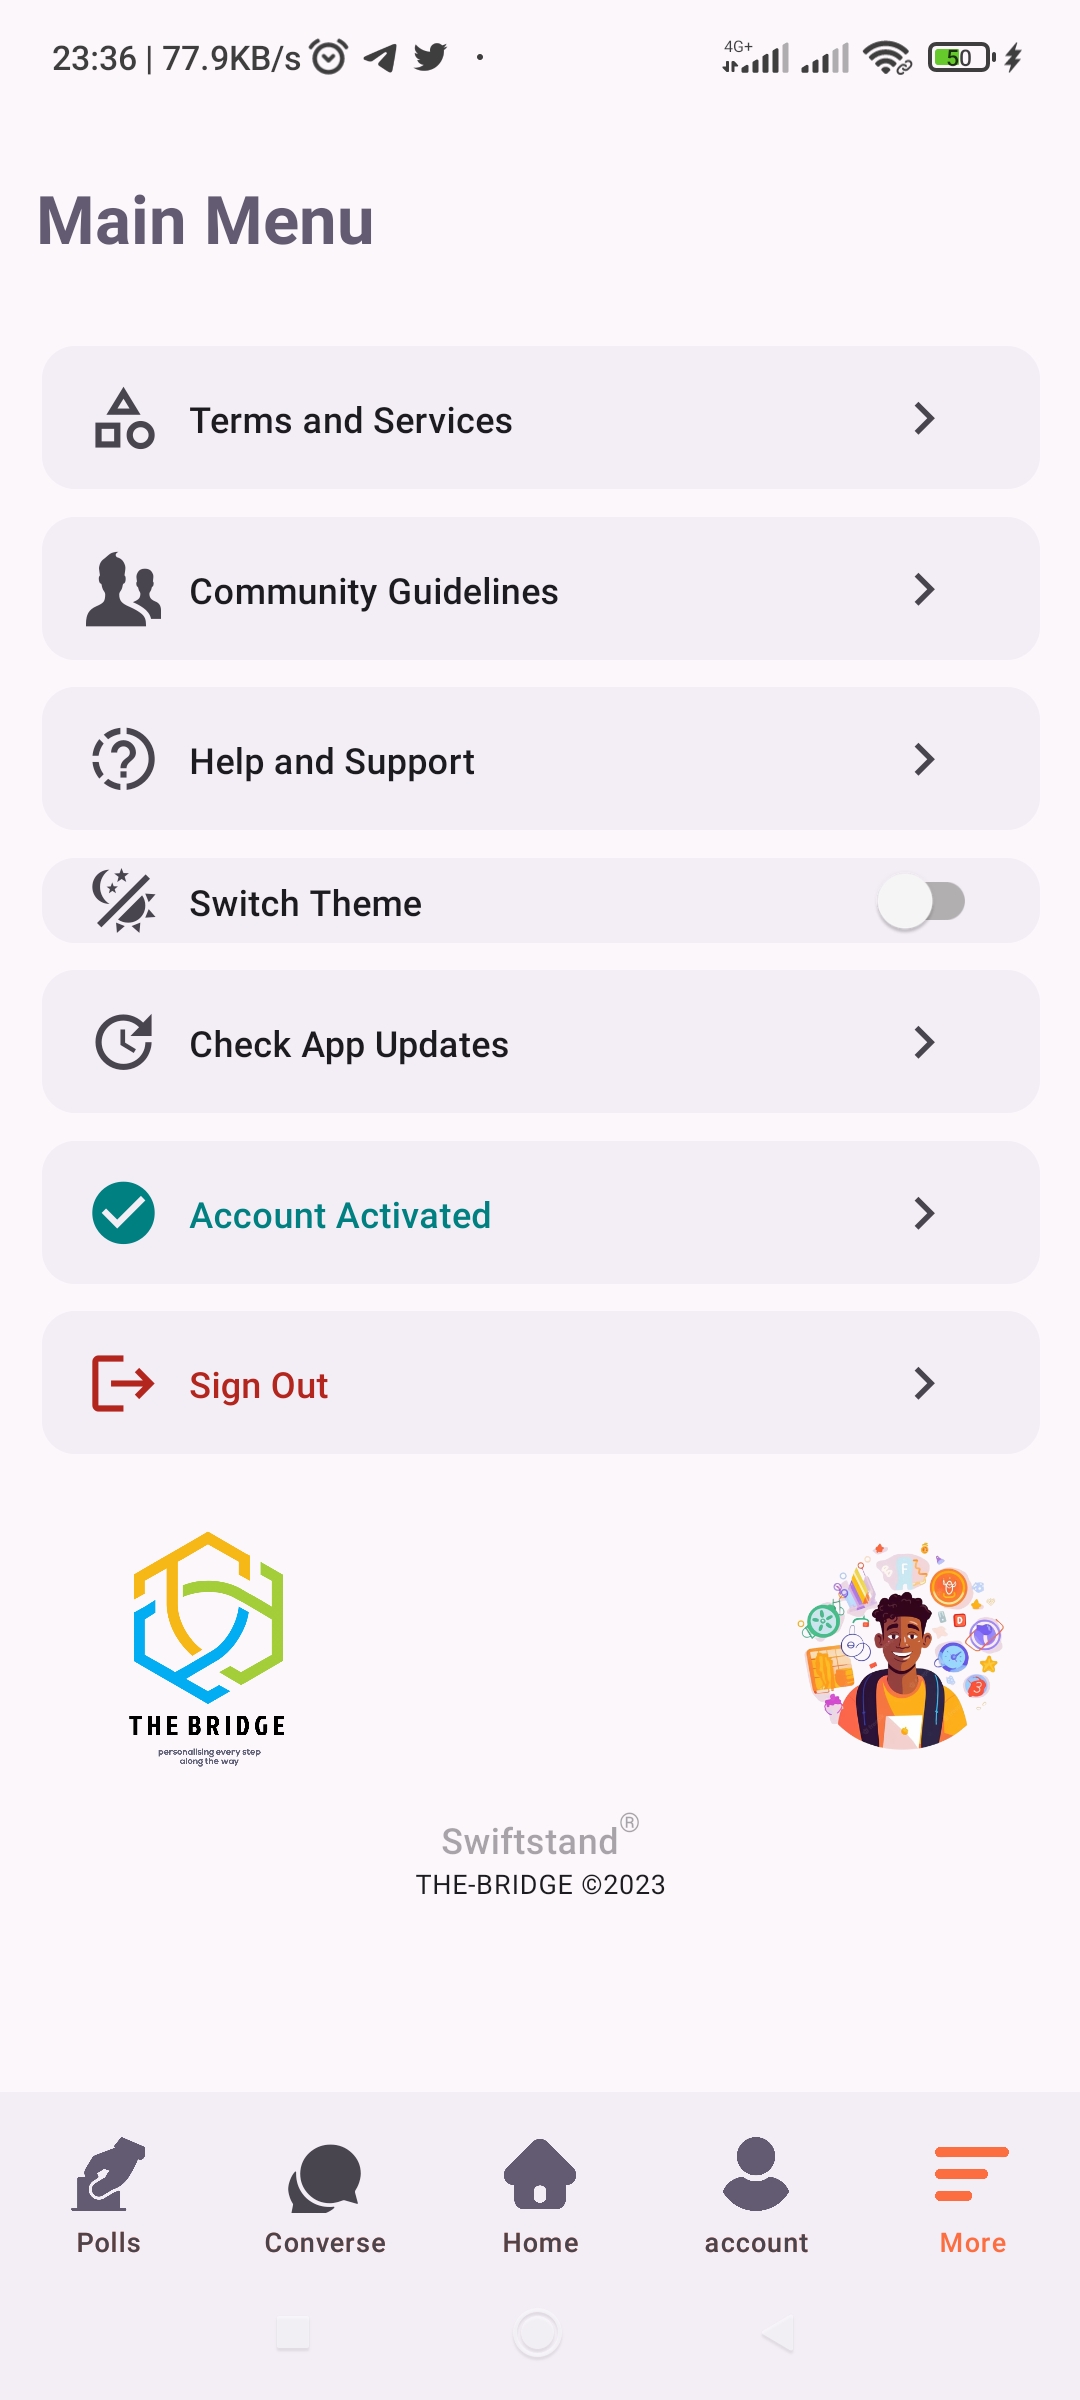 23:36 | 77.9KB/s
4G+
50
Main Menu
Terms and Services
Community Guidelines
Help and Support
Switch Theme
Check App Updates
Account Activated
Sign Out
THE BRIDGE
personalising every step
along the way
Swiftstand®
THE-BRIDGE ©2023
Polls
Converse
Home
account
More